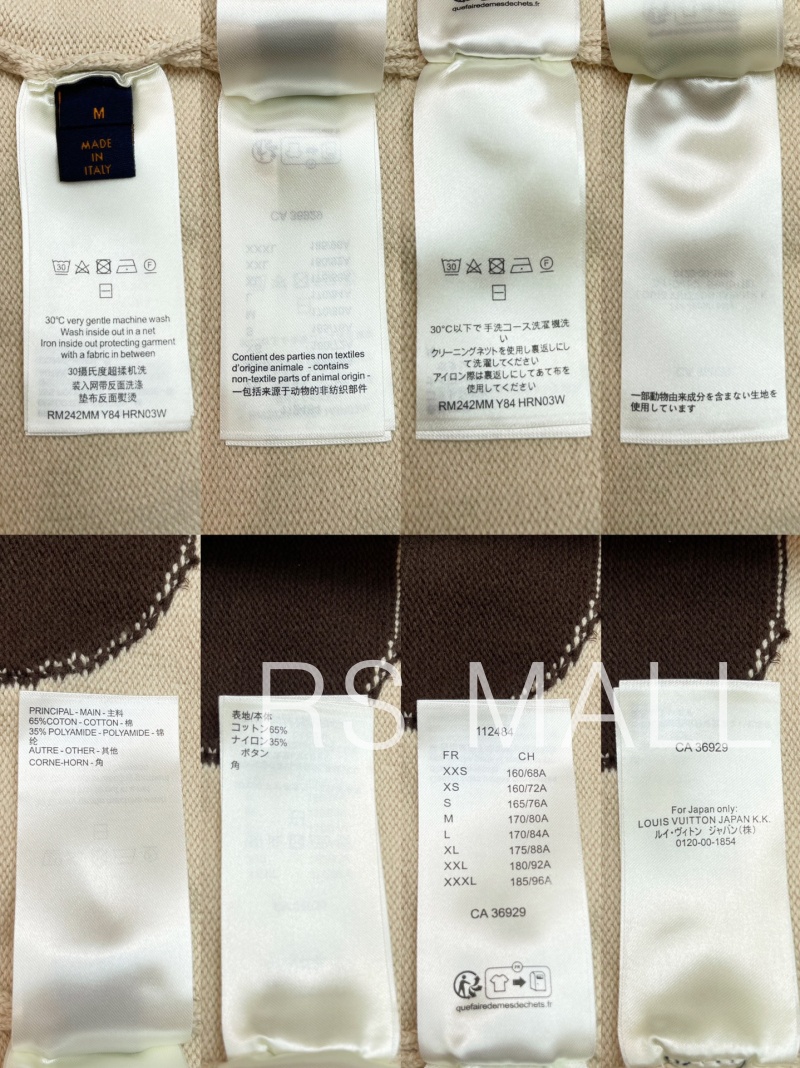 M
MADE
IN
ITALY
30
F
30℃ very gentle machine wash
Wash inside out in a net
Iron inside out protecting garment
with a fabric in between
30摄氏度超揉机洗
装入网带反面洗涤
垫布反面熨烫
RM242MM Y84 HRN03W
CA 36929
Contient des parties non textiles
d'origine animale - contains
non-textile parts of animal origin -
一包括来源于动物的非纺织部件
quefairedemesdechets.fr
30
F
30℃以下で手洗コース洗濯機洗
い
クリーニングネツトを使用し裏返しにし
て洗濯してください
アイロン際は裏返しにしてあて布を
使用してください
RM242MM Y84 HRN03W
一部動物由来成分を含まない生地を
使用しています
PRINCIPAL - MAIN - 主料
65%COTON - COTTON - 棉
35% POLYAMIDE - POLYAMIDE - 锦
纶
AUTRE - OTHER - 其他
CORNE-HORN - 角
表地/本体
コットン65%
ナイロン35%
ボタン
角
112484
FR CH
XXS 160/68A
XS 160/72A
S 165/76A
M 170/80A
L 170/84A
XL 175/88A
XXL 180/92A
XXXL 185/96A
CA 36929
FR
quefairedemesdechets.fr
CA 36929
For Japan only:
LOUIS VUITTON JAPAN K.K.
ルイ・ヴィトン ジャパン(株)
0120-00-1854
RS MALL